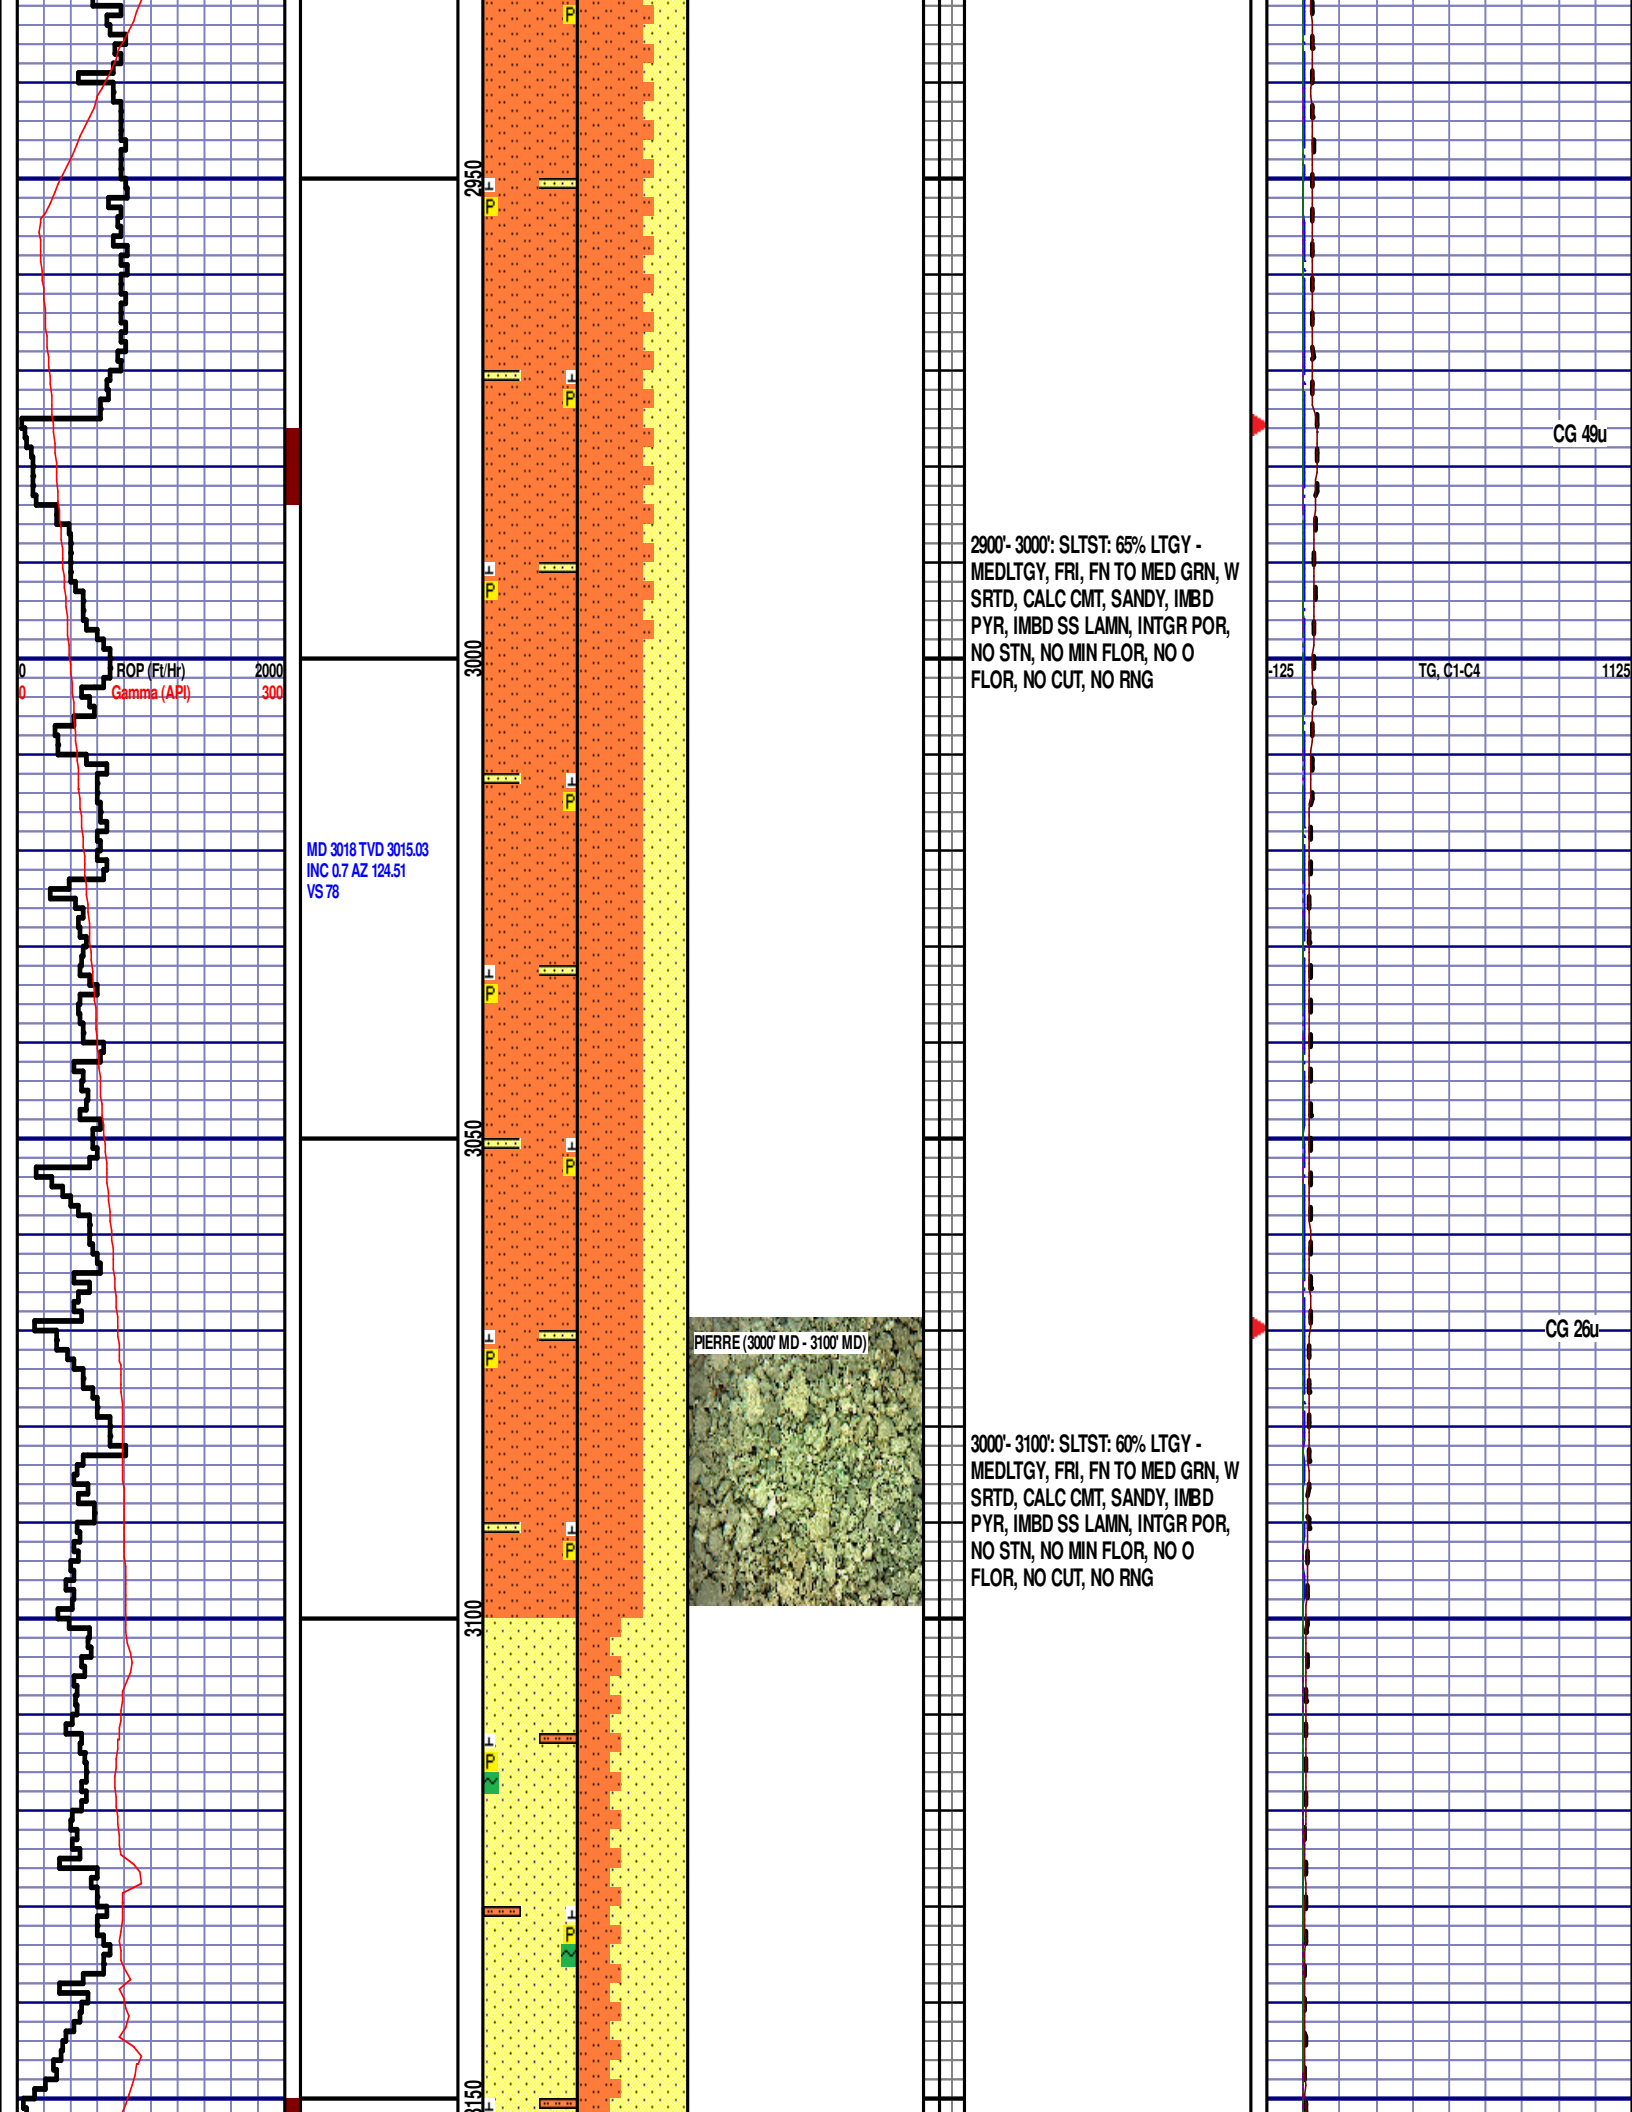 P
2950
P
P
CG 49u
2900'- 3000': SLTST: 65% LTGY -
MEDLTGY, FRI, FN TO MED GRN, W
SRTD, CALC CMT, SANDY, IMBD
PYR, IMBD SS LAMN, INTGR POR,
NO STN, NO MIN FLOR, NO O
FLOR, NO CUT, NO RNG
P
3000
0 ROP (Ft/Hr) 2000
0 Gamma (API) 300
-125 TG, C1-C4 1125
P
MD 3018 TVD 3015.03
INC 0.7 AZ 124.51
VS 78
P
3050
P
CG 26u
PIERRE (3000' MD - 3100' MD)
P
3000'- 3100': SLTST: 60% LTGY -
MEDLTGY, FRI, FN TO MED GRN, W
SRTD, CALC CMT, SANDY, IMBD
PYR, IMBD SS LAMN, INTGR POR,
NO STN, NO MIN FLOR, NO O
FLOR, NO CUT, NO RNG
P
3100
P
P
3150